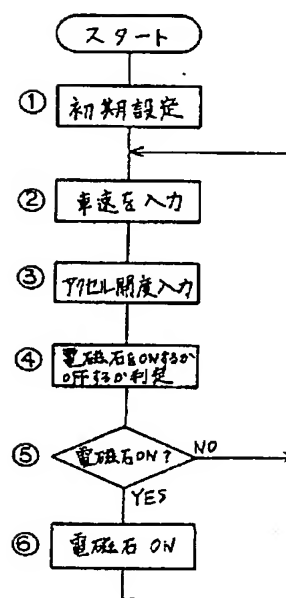 スタート
① 初期設定
② 車速を入力
③ アクセル開度入力
④ 電磁石をONするか
OFFするか判定
⑤ 電磁石ON? NO
YES
⑥ 電磁石 ON